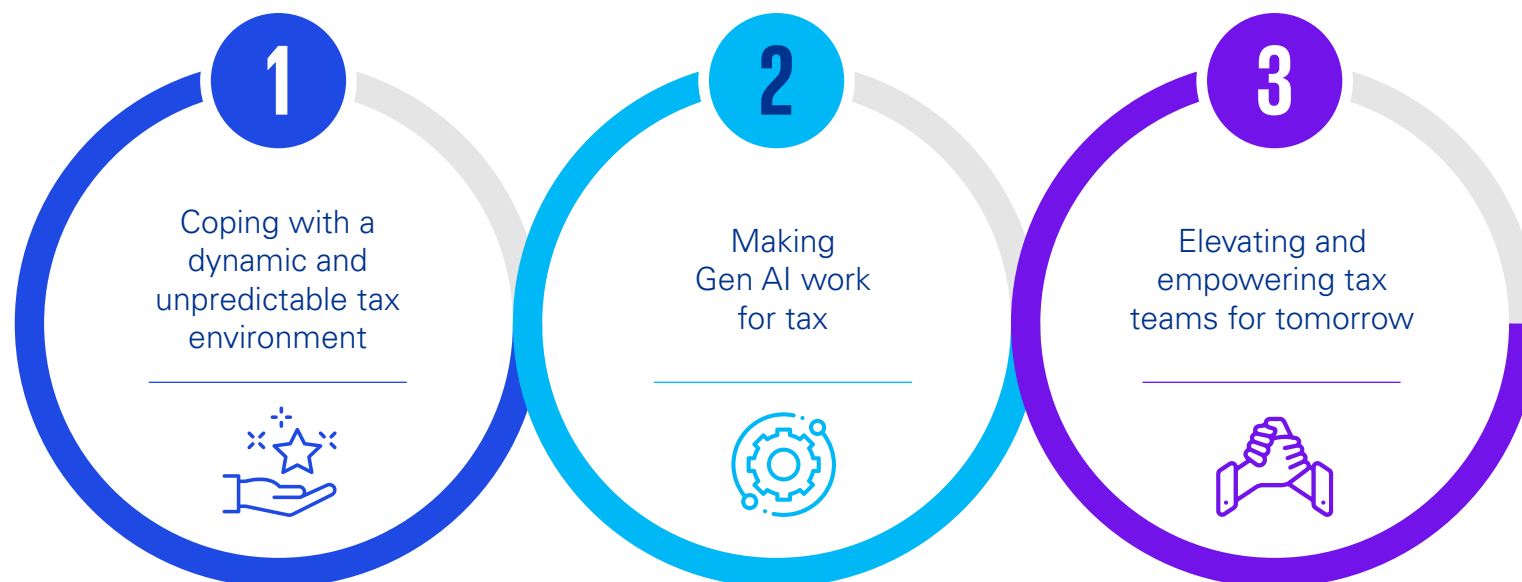 1
Coping with a
dynamic and
unpredictable tax
environment
2
Making
Gen AI work
for tax
3
Elevating and
empowering tax
teams for tomorrow